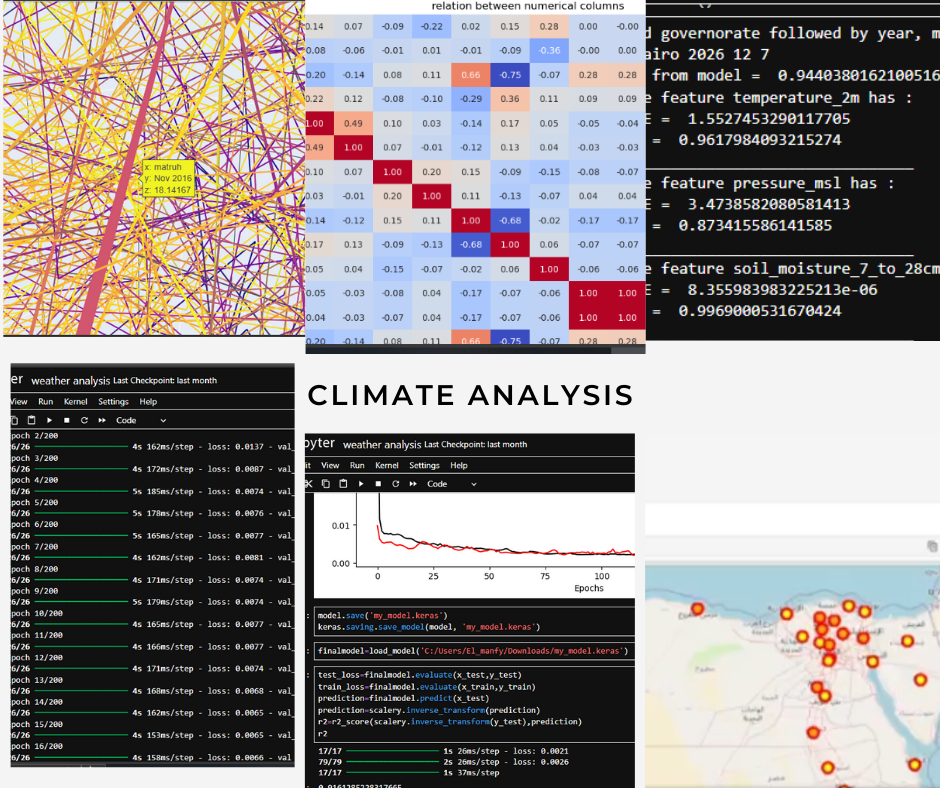 relation between numerical columns
0.14 0.07 -0.09 -0.22 0.02 0.15 0.28 0.00 -0.00
-0.08 -0.06 -0.01 0.01 -0.01 -0.09 -0.36 -0.00 0.00
0.20 -0.14 0.08 0.11 0.66 -0.75 -0.07 0.28 0.28
0.22 0.12 -0.08 -0.10 -0.29 0.36 0.11 0.09 0.09
1.00 0.49 0.10 0.03 -0.14 0.17 0.05 -0.05 -0.04
0.49 1.00 0.07 -0.01 -0.12 0.13 0.04 -0.03 -0.03
0.10 0.07 1.00 0.20 0.15 -0.09 -0.15 -0.08 -0.07
0.03 -0.01 0.20 1.00 0.11 -0.13 -0.07 0.04 0.04
-0.14 -0.12 0.15 0.11 1.00 -0.68 -0.02 -0.17 -0.17
0.17 0.13 -0.09 -0.13 -0.68 1.00 0.06 -0.07 -0.07
0.05 0.04 -0.15 -0.07 -0.02 0.06 1.00 -0.06 -0.06
-0.05 -0.03 -0.08 0.04 -0.17 -0.07 -0.06 1.00 1.00
-0.04 -0.03 -0.07 0.04 -0.17 -0.07 -0.06 1.00 1.00
0.20 -0.14 0.08 0.11 0.66 -0.75 -0.07 0.28 0.28
x: matruh
y: Nov 2016
z: 18.14167
d governorate followed by year, m
airo 2026 12 7
from model = 0.9440380162100516
e feature temperature_2m has :
E = 1.5527453290117705
= 0.9617984093215274
e feature pressure_msl has :
E = 3.4738582080581413
= 0.873415586141585
e feature soil_moisture_7_to_28cm
E = 8.355983983225213e-06
= 0.9969000531670424
CLIMATE ANALYSIS
er weather analysis Last Checkpoint: last month
View Run Kernel Settings Help
Code
poch 2/200
6/26 4s 162ms/step - loss: 0.0137 - val_
poch 3/200
6/26 4s 172ms/step - loss: 0.0087 - val_
poch 4/200
6/26 5s 185ms/step - loss: 0.0074 - val_
poch 5/200
6/26 5s 178ms/step - loss: 0.0076 - val_
poch 6/200
6/26 5s 165ms/step - loss: 0.0077 - val_
poch 7/200
6/26 4s 162ms/step - loss: 0.0081 - val_
poch 8/200
6/26 4s 171ms/step - loss: 0.0074 - val_
poch 9/200
6/26 5s 179ms/step - loss: 0.0074 - val_
poch 10/200
6/26 4s 165ms/step - loss: 0.0077 - val_
poch 11/200
6/26 4s 166ms/step - loss: 0.0077 - val_
poch 12/200
6/26 4s 171ms/step - loss: 0.0074 - val_
poch 13/200
6/26 4s 168ms/step - loss: 0.0068 - val_
poch 14/200
6/26 4s 162ms/step - loss: 0.0065 - val_
poch 15/200
6/26 4s 153ms/step - loss: 0.0065 - val_
poch 16/200
6/26 4s 158ms/step - loss: 0.0066 - val_
pyter weather analysis Last Checkpoint: last month
it View Run Kernel Settings Help
Code
0.01
0.00
0 25 50 75 100
Epochs
model.save('my_model.keras')
keras.saving.save_model(model, 'my_model.keras')
finalmodel=load_model('C:/Users/El_manfy/Downloads/my_model.keras')
test_loss=finalmodel.evaluate(x_test,y_test)
train_loss=finalmodel.evaluate(x_train,y_train)
prediction=finalmodel.predict(x_test)
prediction=scalery.inverse_transform(prediction)
r2=r2_score(scalery.inverse_transform(y_test),prediction)
r2
17/17 1s 26ms/step - loss: 0.0021
79/79 2s 26ms/step - loss: 0.0026
17/17 1s 37ms/step